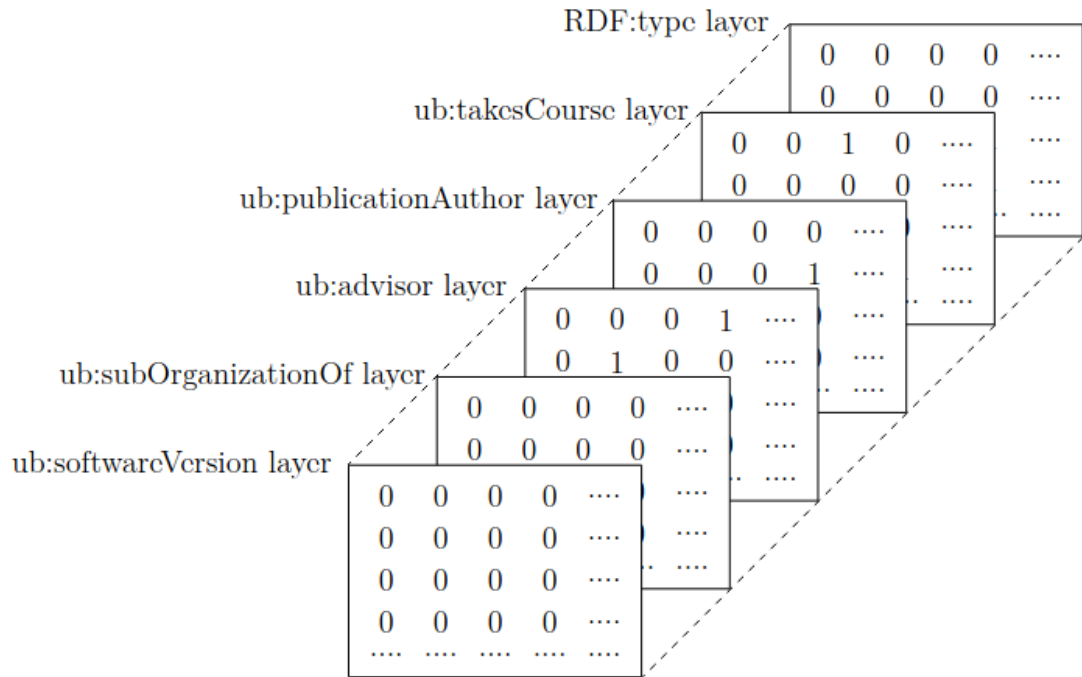 RDF:type layer
0 0 0 0 ....
0 0 0 0 ....
....
....
....
ub:takesCourse layer
0 0 1 0 ....
0 0 0 0 ....
....
....
....
ub:publicationAuthor layer
0 0 0 0 ....
0 0 0 1 ....
....
....
....
ub:advisor layer
0 0 0 1 ....
0 1 0 0 ....
....
....
....
ub:subOrganizationOf layer
0 0 0 0 ....
0 0 0 0 ....
....
....
....
ub:softwareVersion layer
0 0 0 0 ....
0 0 0 0 ....
0 0 0 0 ....
0 0 0 0 ....
.... .... .... .... ....